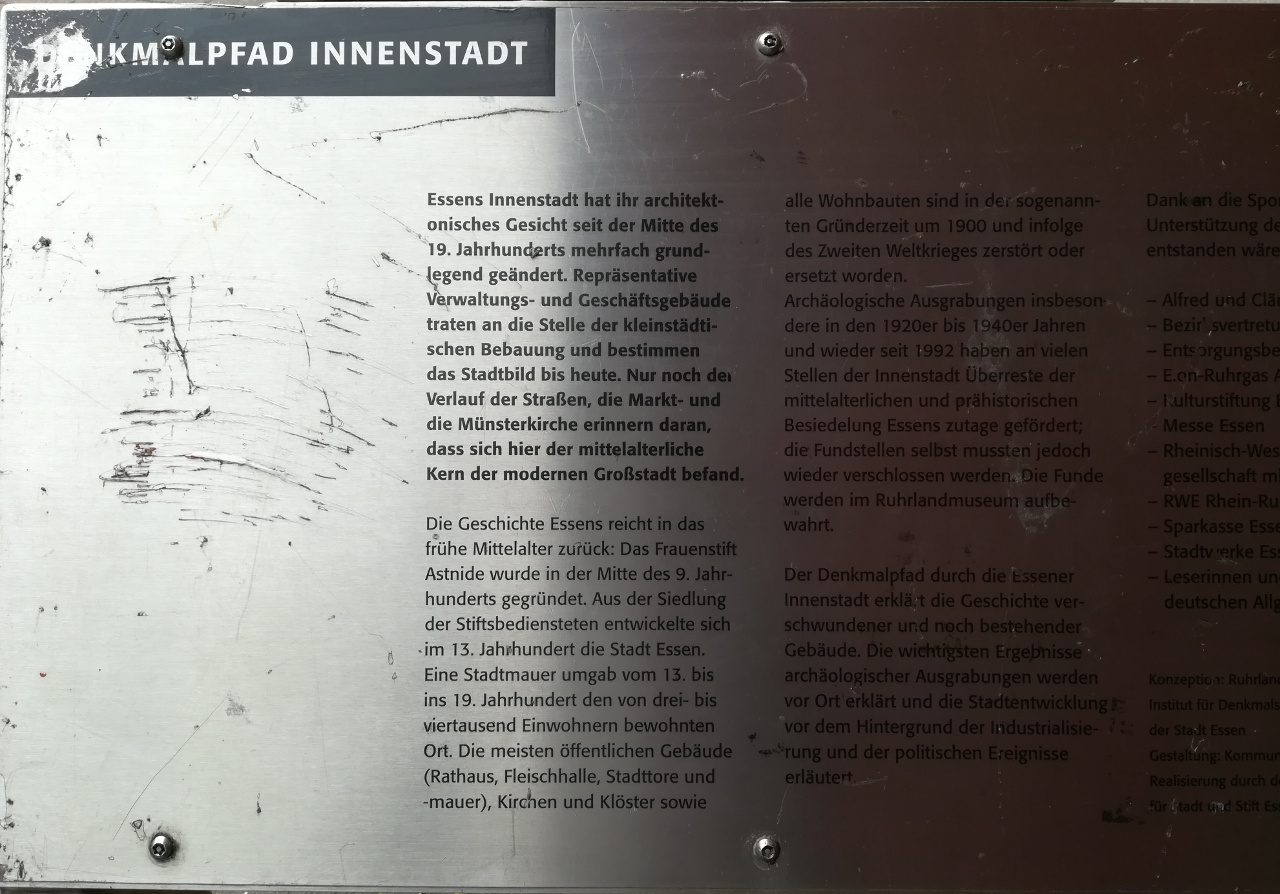 DENKMALPFAD INNENSTADT
Essens Innenstadt hat ihr architekt-
onisches Gesicht seit der Mitte des
19. Jahrhunderts mehrfach grund-
legend geändert. Repräsentative
Verwaltungs- und Geschäftsgebäude
traten an die Stelle der kleinstädti-
schen Bebauung und bestimmen
das Stadtbild bis heute. Nur noch der
Verlauf der Straßen, die Markt- und
die Münsterkirche erinnern daran,
dass sich hier der mittelalterliche
Kern der modernen Großstadt befand.
Die Geschichte Essens reicht in das
frühe Mittelalter zurück: Das Frauenstift
Astnide wurde in der Mitte des 9. Jahr-
hunderts gegründet. Aus der Siedlung
der Stiftsbediensteten entwickelte sich
im 13. Jahrhundert die Stadt Essen.
Eine Stadtmauer umgab vom 13. bis
ins 19. Jahrhundert den von drei- bis
viertausend Einwohnern bewohnten
Ort. Die meisten öffentlichen Gebäude
(Rathaus, Fleischhalle, Stadttore und
-mauer), Kirchen und Klöster sowie
alle Wohnbauten sind in der sogenann-
ten Gründerzeit um 1900 und infolge
des Zweiten Weltkrieges zerstört oder
ersetzt worden.
Archäologische Ausgrabungen insbeson-
dere in den 1920er bis 1940er Jahren
und wieder seit 1992 haben an vielen
Stellen der Innenstadt Überreste der
mittelalterlichen und prähistorischen
Besiedelung Essens zutage gefördert;
die Fundstellen selbst mussten jedoch
wieder verschlossen werden. Die Funde
werden im Ruhrlandmuseum aufbe-
wahrt.
Der Denkmalpfad durch die Essener
Innenstadt erklärt die Geschichte ver-
schwundener und noch bestehender
Gebäude. Die wichtigsten Ergebnisse
archäologischer Ausgrabungen werden
vor Ort erklärt und die Stadtentwicklung
vor dem Hintergrund der Industrialisie-
rung und der politischen Ereignisse
erläutert.
Dank an die
Unterstützung
entstanden
– Alfred und
–
–
– E.on-Ruhrgas
– Kulturstiftung
– Messe Essen
–
gesellschaft
– RWE
– Sparkasse
– Stadtwerke
– Leserinnen
deutschen
Konzeption:
Institut für
der Stadt Essen
Gestaltung:
Realisierung durch
für Stadt und Stift